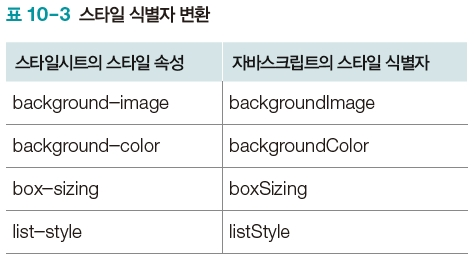 표 10-3 스타일 식별자 변환
스타일시트의 스타일 속성 자바스크립트의 스타일 식별자
background-image backgroundImage
background-color backgroundColor
box-sizing boxSizing
list-style listStyle